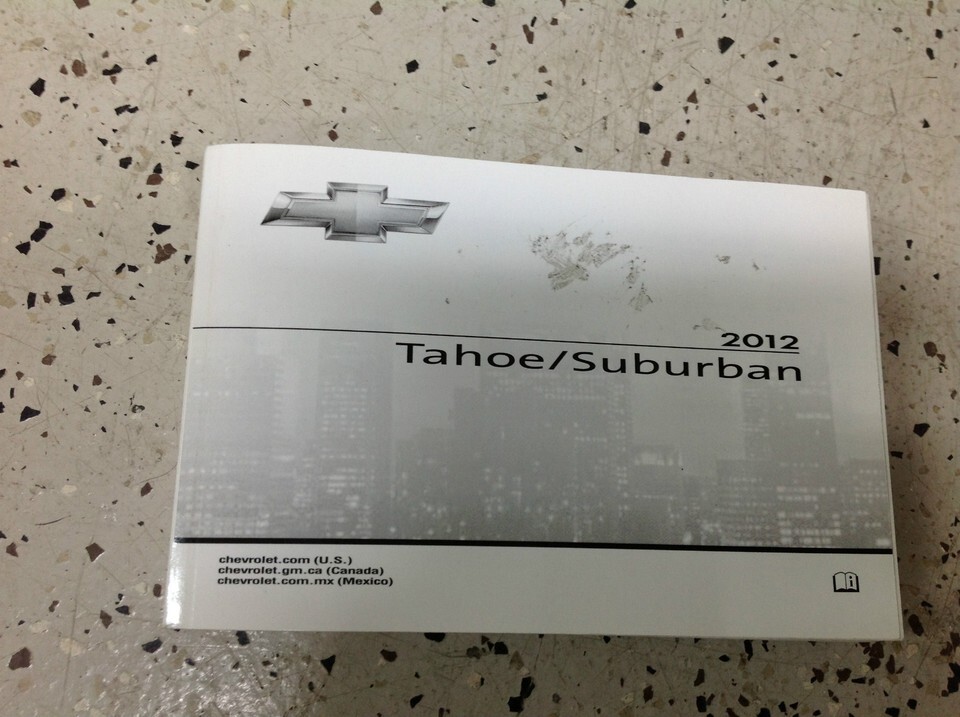 2012
Tahoe/Suburban
chevrolet.com (U.S.)
chevrolet.gm.ca (Canada)
chevrolet.com.mx (Mexico)
i